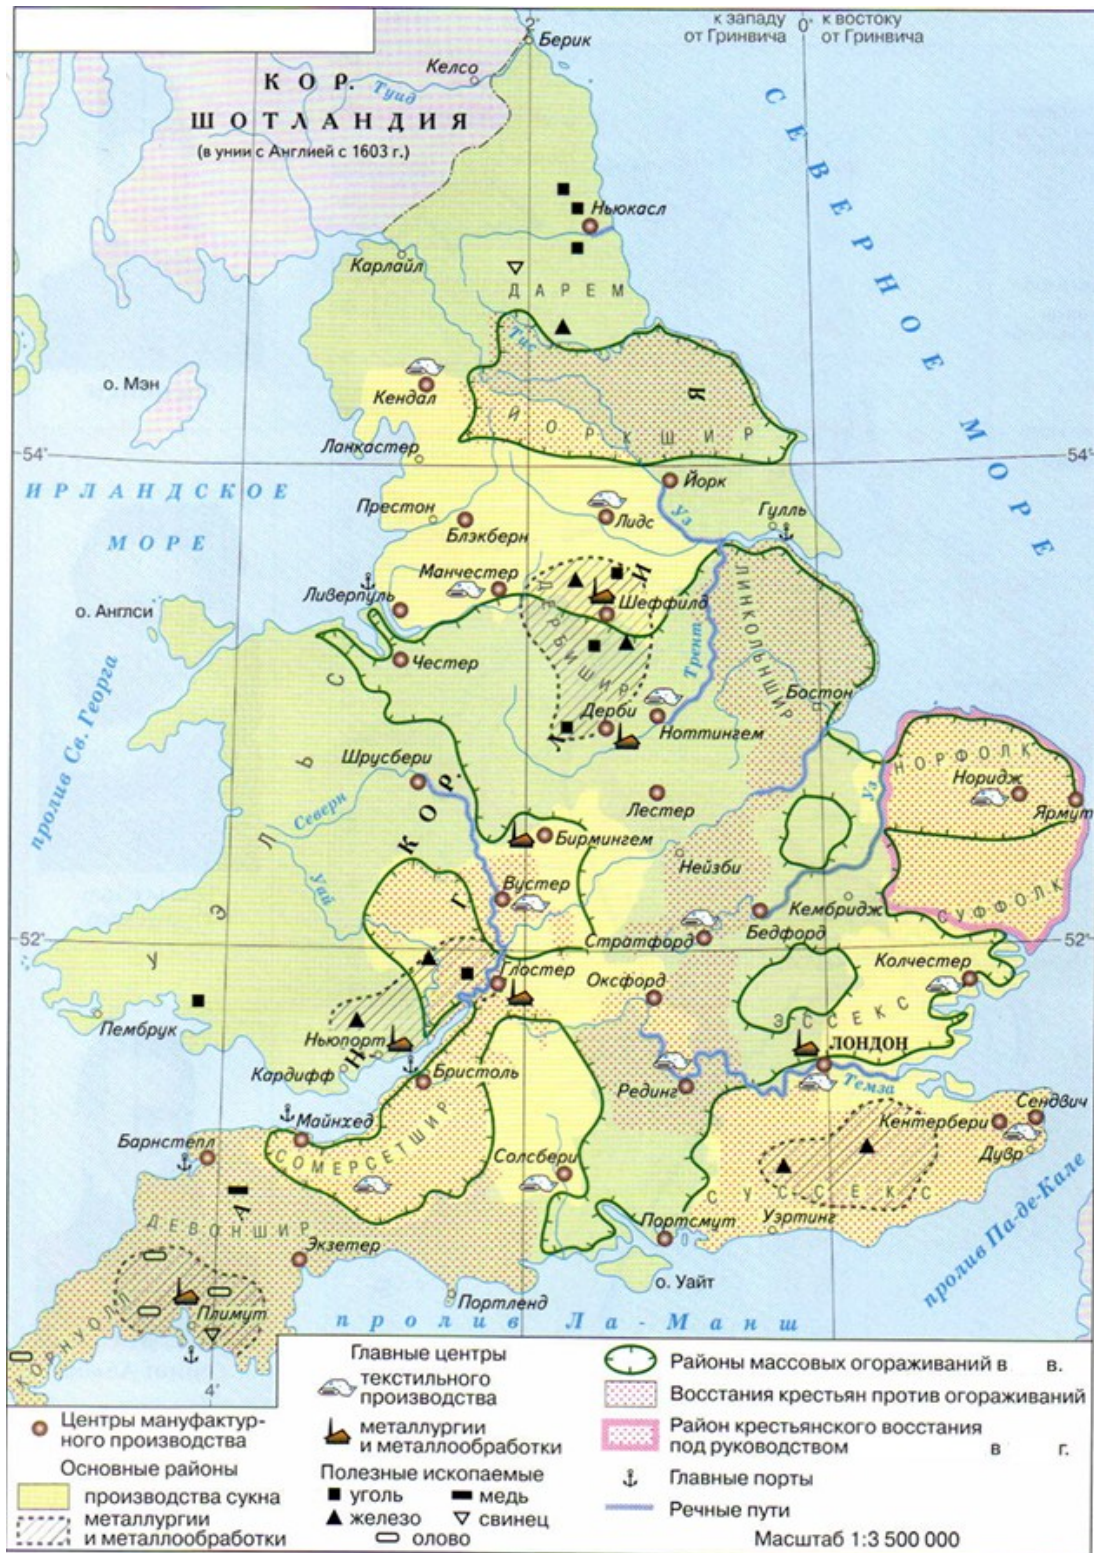 2°
к западу
от Гринвича
0°
к востоку
от Гринвича
Берик
Келсо
Туид
КОР.
ШОТЛАНДИЯ
(в унии с Англией с 1603 г.)
СЕВЕРНОЕ МОРЕ
Ньюкасл
Карлайл
ДАРЕМ
Тис
о. Мэн
Кендал
ЙОРКШИР
Ланкастер
54°
54°
ИРЛАНДСКОЕ
МОРЕ
Йорк
Уз
Престон
Блэкберн
Лидс
Гулль
Манчестер
Ливерпуль
Шеффилд
ДЕРБИШИР
ЛИНКОЛЬНШИР
о. Англси
Честер
Трент
пролив Св. Георга
Бостон
Дерби
Ноттингем
Шрусбери
Северн
НОРФОЛК
Норидж
Ярмут
Уз
Лестер
Бирмингем
Нейзби
КОР. АНГЛИЯ
УЭЛЬС
Уай
Вустер
Кембридж
СУФФОЛК
52°
52°
Стратфорд
Бедфорд
Глостер
Оксфорд
Колчестер
ЭССЕКС
Пембрук
Ньюпорт
ЛОНДОН
Кардифф
Бристоль
Рединг
Темза
Майнхед
Сендвич
Кентербери
Барнстепл
СОМЕРСЕТШИР
Солсбери
Дувр
СУССЕКС
ДЕВОНШИР
Экзетер
Портсмут
Уэртинг
пролив Па-де-Кале
о. Уайт
Плимут
Портленд
КОРНУОЛЛ
пролив Ла-Манш
4°
Центры мануфактур-
ного производства
Основные районы
производства сукна
металлургии
и металлообработки
Главные центры
текстильного
производства
металлургии
и металлообработки
Полезные ископаемые
уголь
медь
железо
свинец
олово
Районы массовых огораживаний в в.
Восстания крестьян против огораживаний
Район крестьянского восстания
под руководством в г.
Главные порты
Речные пути
Масштаб 1:3 500 000